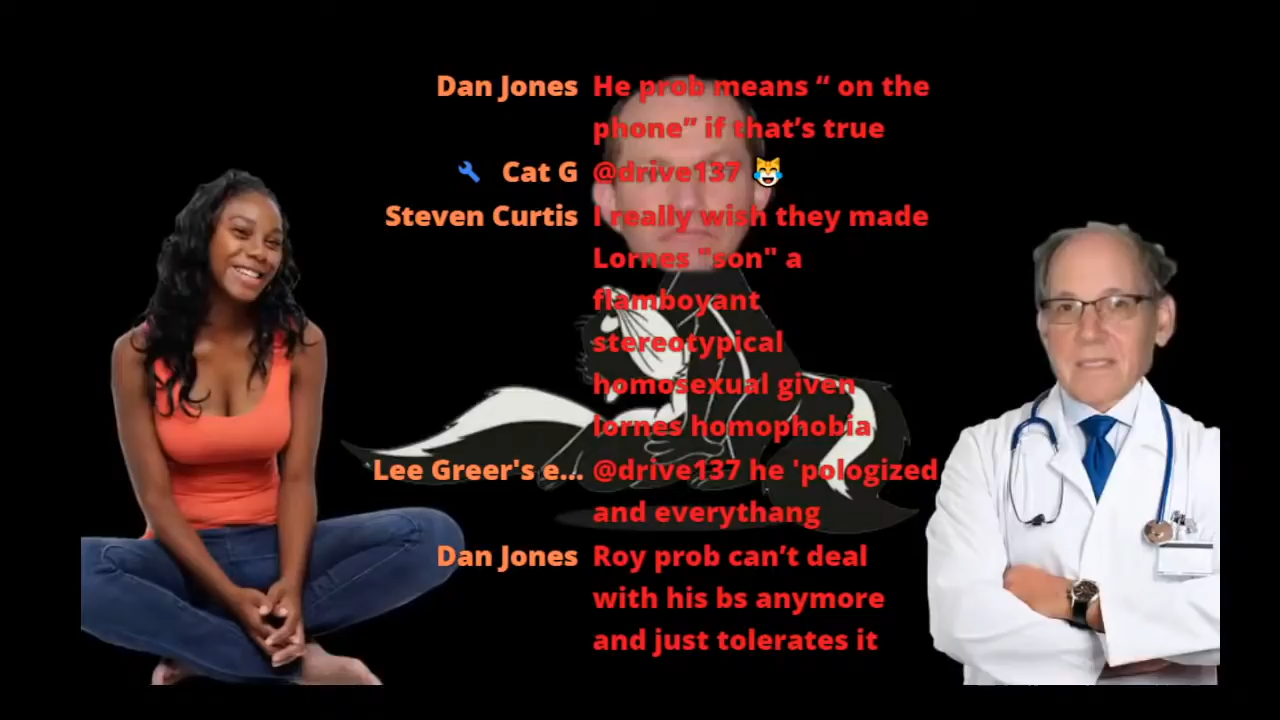 Dan Jones He prob means “ on the
phone” if that’s true
Cat G @drive137 😹
Steven Curtis I really wish they made
Lornes "son" a
flamboyant
stereotypical
homosexual given
lornes homophobia
Lee Greer's e... @drive137 he 'pologized
and everythang
Dan Jones Roy prob can’t deal
with his bs anymore
and just tolerates it